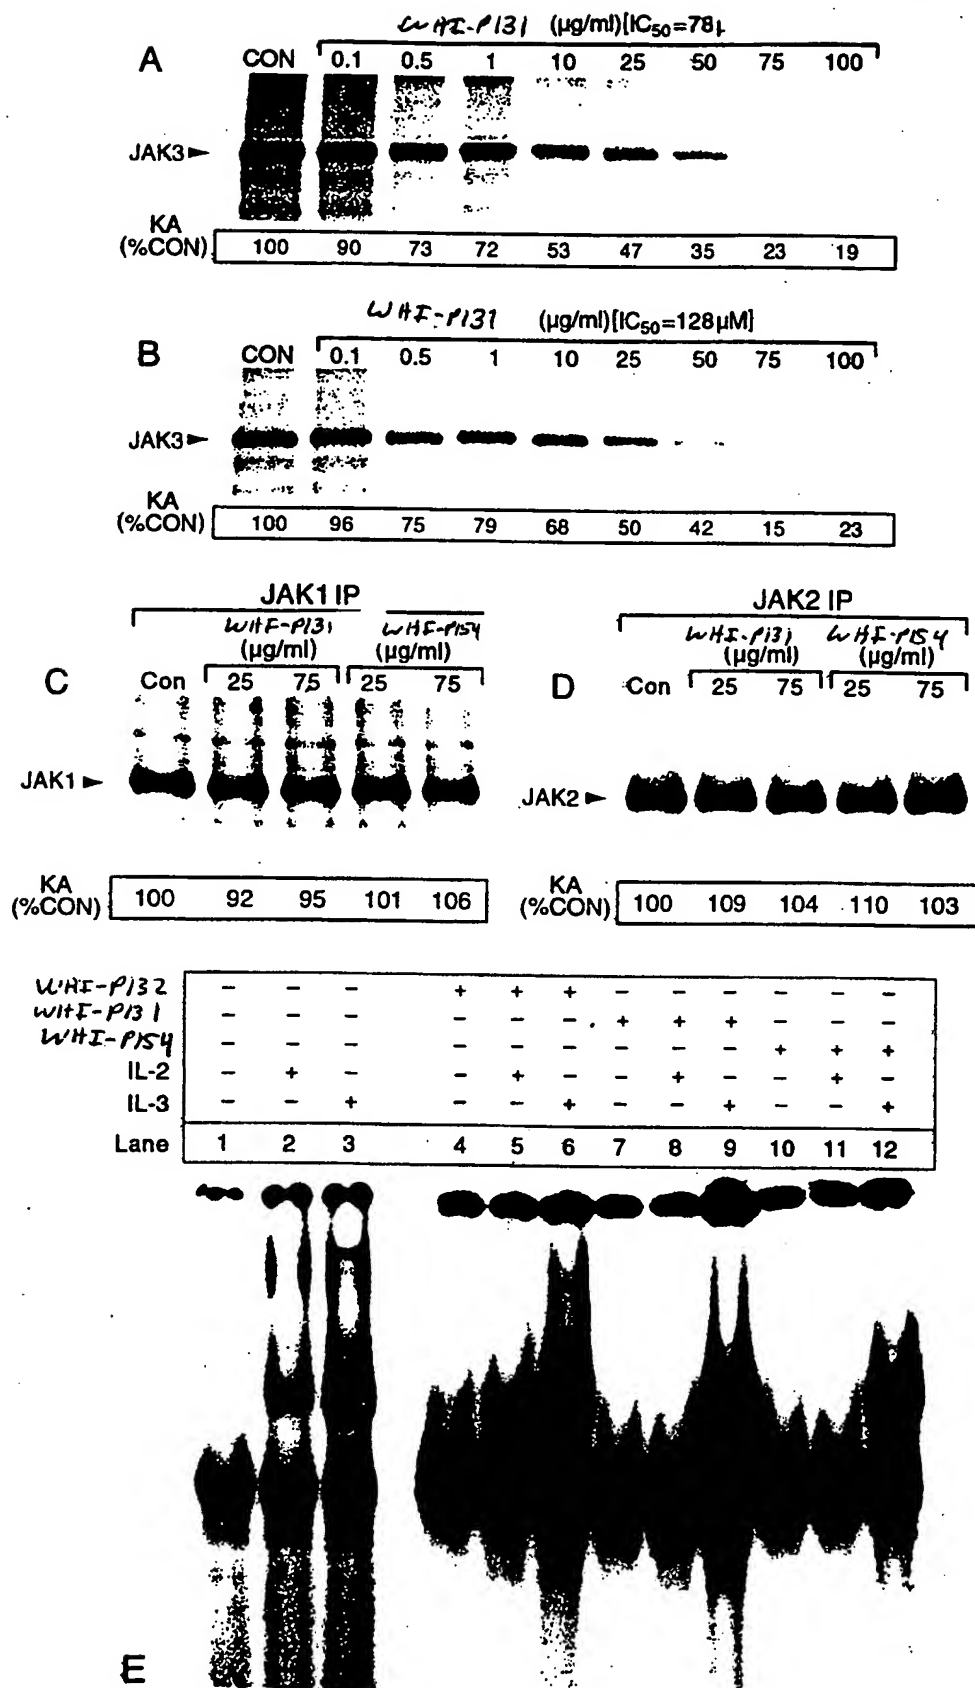 WHI-P131 (µg/ml)[IC50=78
A CON 0.1 0.5 1 10 25 50 75 100
JAK3
KA
(%CON) 100 90 73 72 53 47 35 23 19
WHI-P131 (µg/ml)[IC50=128µM]
B CON 0.1 0.5 1 10 25 50 75 100
JAK3
KA
(%CON) 100 96 75 79 68 50 42 15 23
JAK1 IP
WHI-P131 WHI-P154
(µg/ml) (µg/ml)
C Con 25 75 25 75
JAK1
KA
(%CON) 100 92 95 101 106
JAK2 IP
WHI-P131 WHI-P154
(µg/ml) (µg/ml)
D Con 25 75 25 75
JAK2
KA
(%CON) 100 109 104 110 103
WHI-P132 – – – + + + – – – – – –
WHI-P131 – – – – – – + + + – – –
WHI-P154 – – – – – – – – – + + +
IL-2 – + – – + – – + – – + –
IL-3 – – + – – + – – + – – +
Lane 1 2 3 4 5 6 7 8 9 10 11 12
E